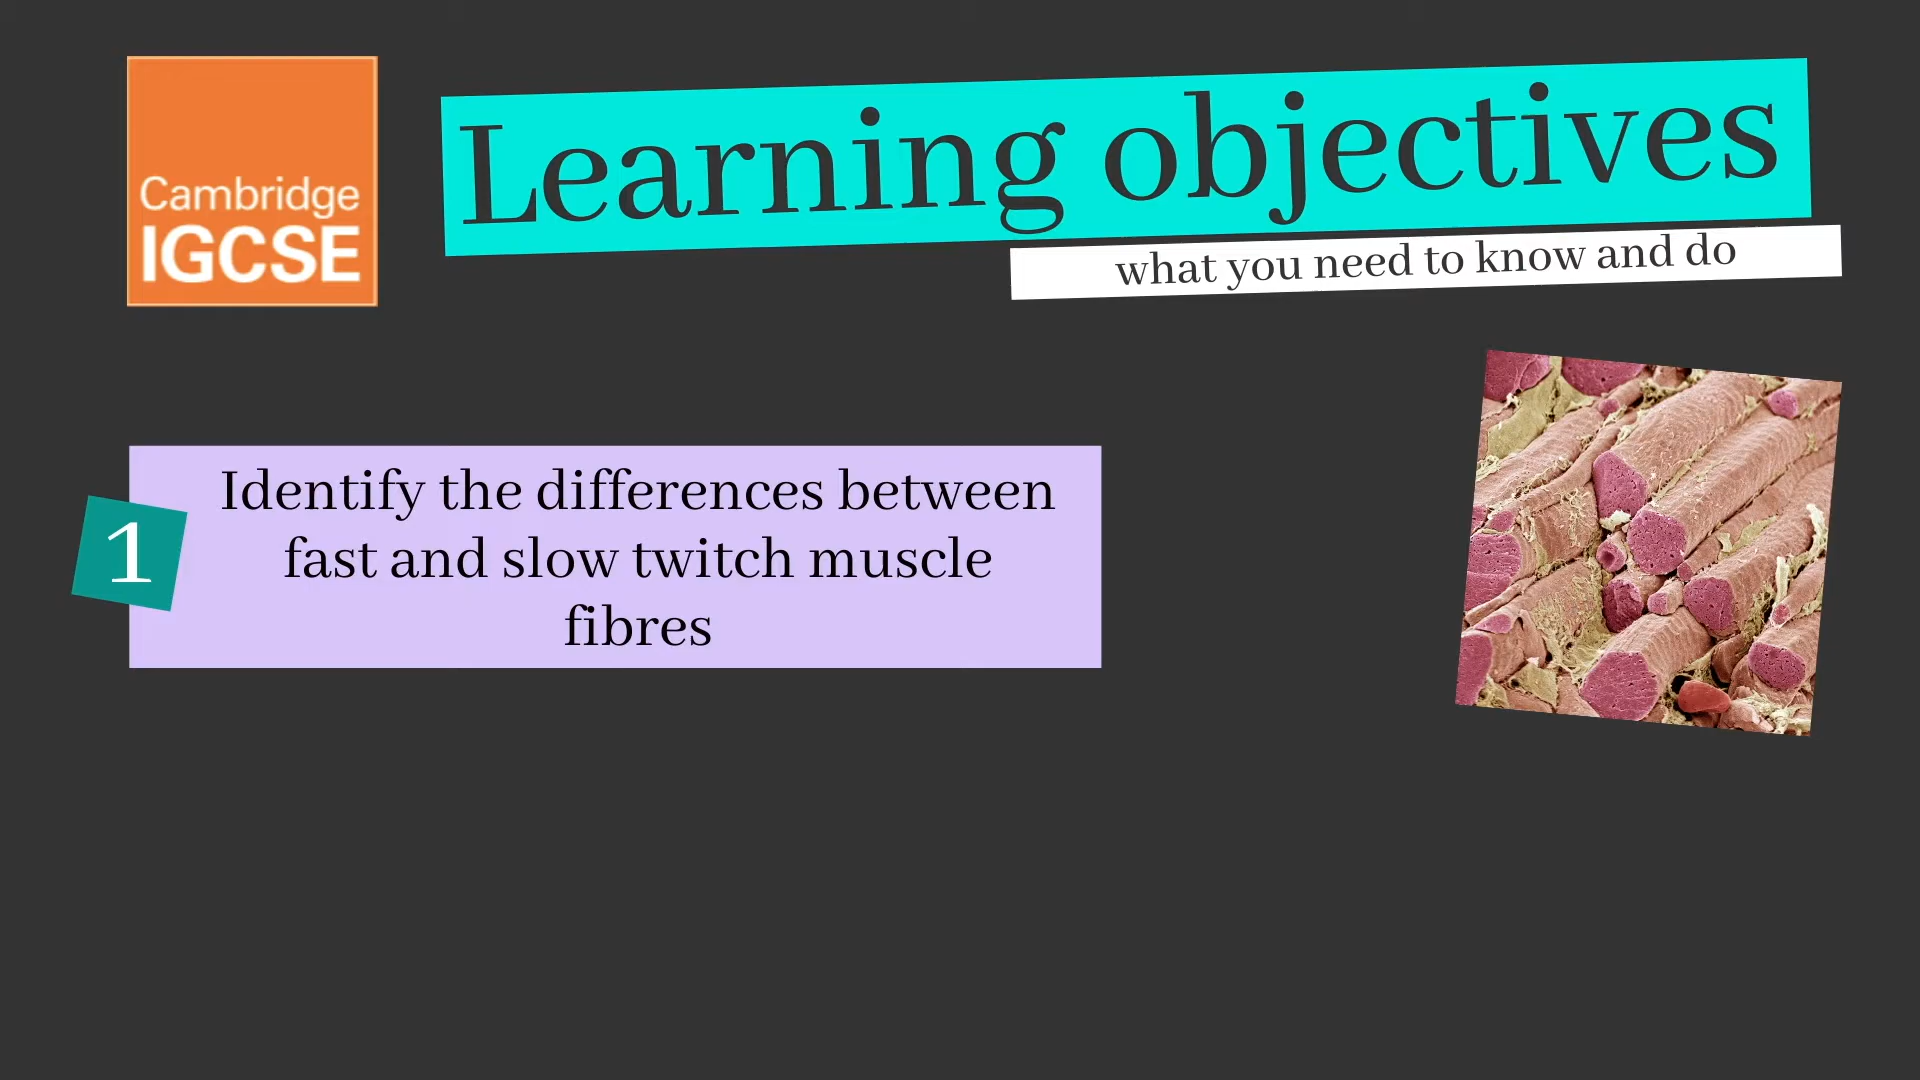 Cambridge
IGCSE
Learning objectives
what you need to know and do
1
Identify the differences between
fast and slow twitch muscle
fibres